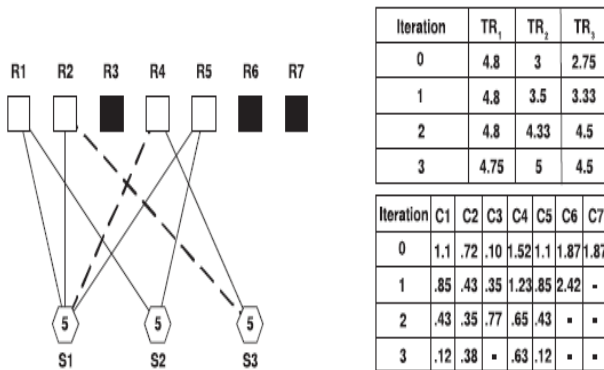 R1 R2 R3 R4 R5 R6 R7
5 5 5
S1 S2 S3
Iteration TR₁ TR₂ TR₃
0 4.8 3 2.75
1 4.8 3.5 3.33
2 4.8 4.33 4.5
3 4.75 5 4.5
Iteration C1 C2 C3 C4 C5 C6 C7
0 1.1 .72 .10 1.52 1.1 1.87 1.87
1 .85 .43 .35 1.23 .85 2.42 -
2 .43 .35 .77 .65 .43 - -
3 .12 .38 - .63 .12 - -